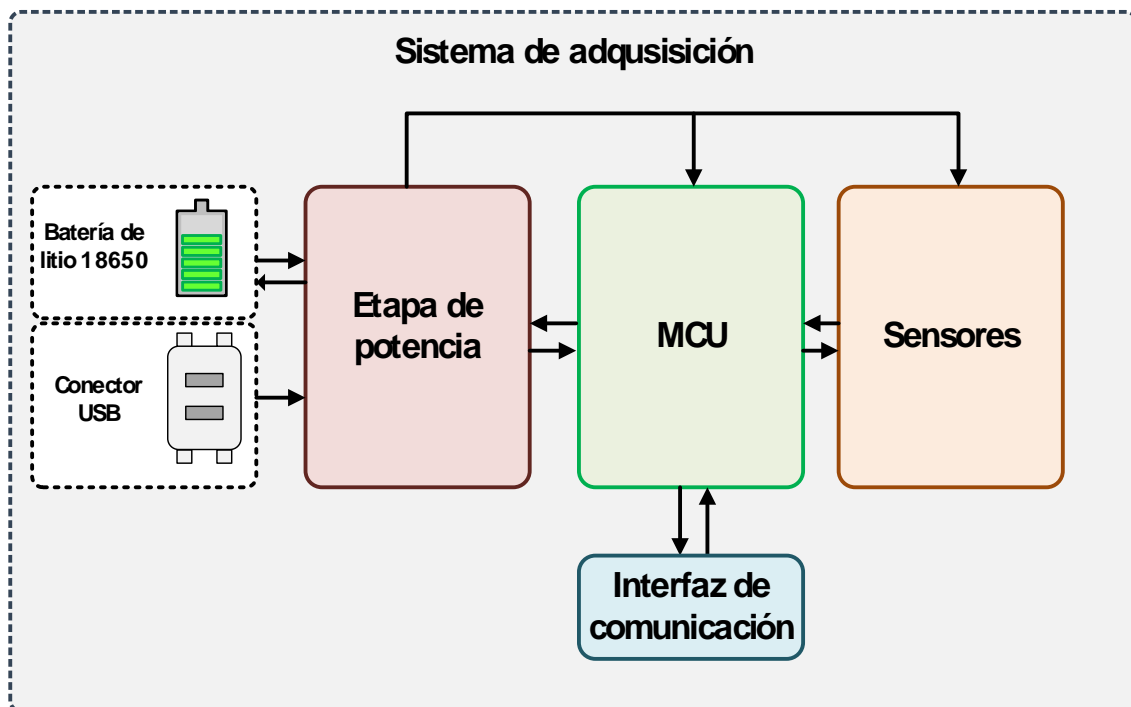 Sistema de adqusisición
Batería de
litio 18650
Etapa de
potencia
MCU
Sensores
Conector
USB
Interfaz de
comunicación